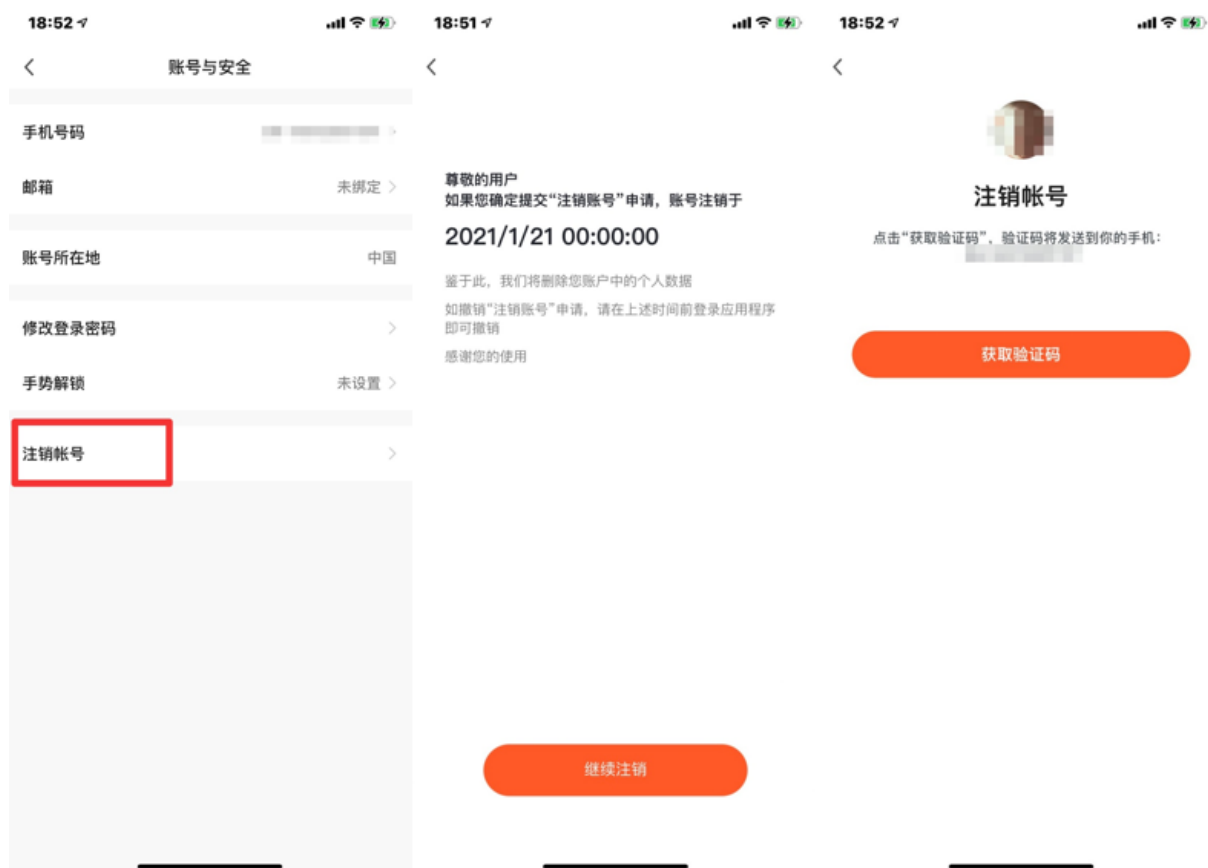 18:52
账号与安全
手机号码
邮箱
未绑定
账号所在地
中国
修改登录密码
手势解锁
未设置
注销帐号
18:51
尊敬的用户
如果您确定提交“注销账号”申请，账号注销于
2021/1/21 00:00:00
鉴于此，我们将删除您账户中的个人数据
如撤销“注销账号”申请，请在上述时间前登录应用程序
即可撤销
感谢您的使用
继续注销
18:52
注销帐号
点击“获取验证码”，验证码将发送到你的手机：
获取验证码